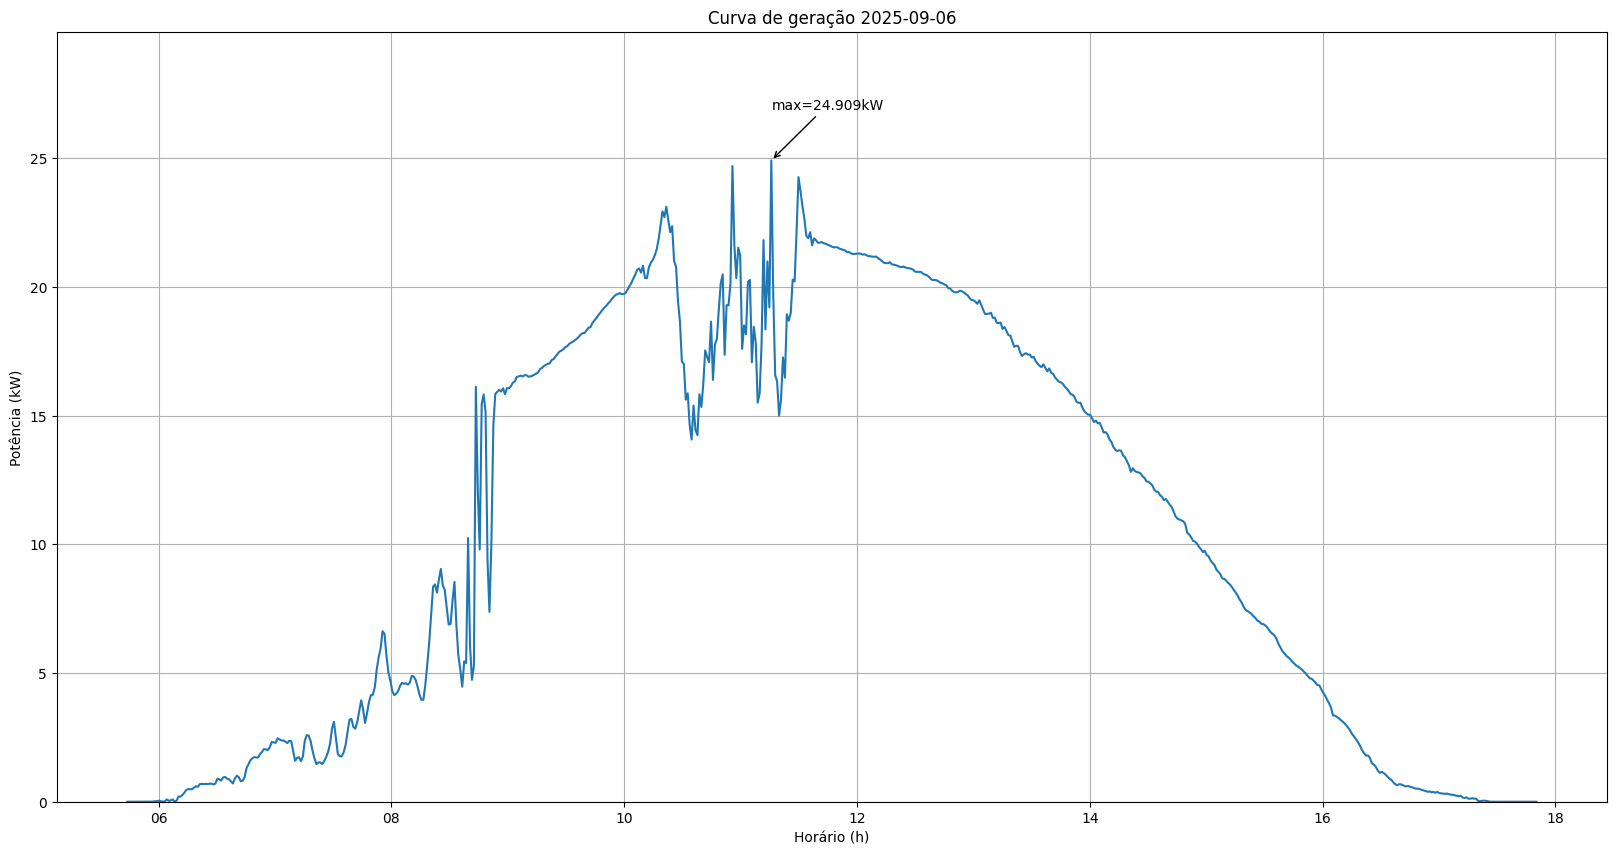 Curva de geração 2025-09-06
max=24.909kW
25
20
15
10
5
0
Potência (kW)
06 08 10 12 14 16 18
Horário (h)